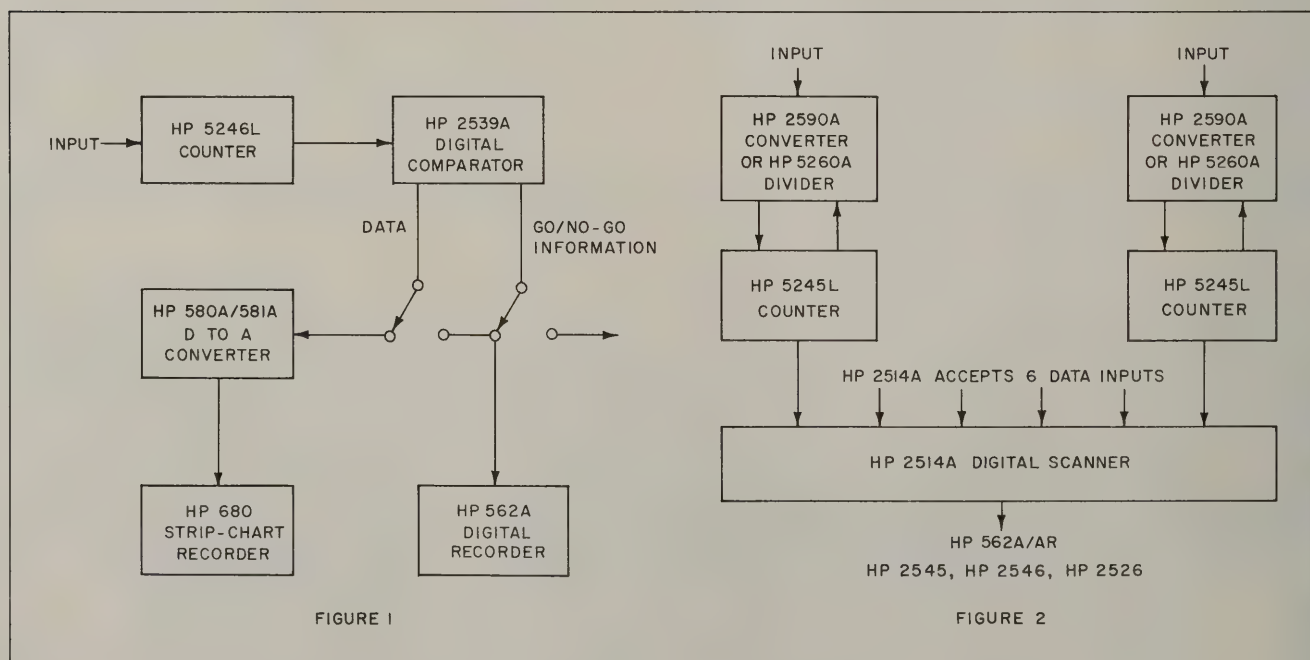 INPUT
HP 5246L
COUNTER
HP 2539A
DIGITAL
COMPARATOR
DATA
GO/NO-GO
INFORMATION
HP 580A/581A
D TO A
CONVERTER
HP 680
STRIP-CHART
RECORDER
HP 562A
DIGITAL
RECORDER
FIGURE 1
INPUT
HP 2590A
CONVERTER
OR HP 5260A
DIVIDER
HP 5245L
COUNTER
INPUT
HP 2590A
CONVERTER
OR HP 5260A
DIVIDER
HP 5245L
COUNTER
HP 2514A ACCEPTS 6 DATA INPUTS
HP 2514A DIGITAL SCANNER
HP 562A/AR
HP 2545, HP 2546, HP 2526
FIGURE 2